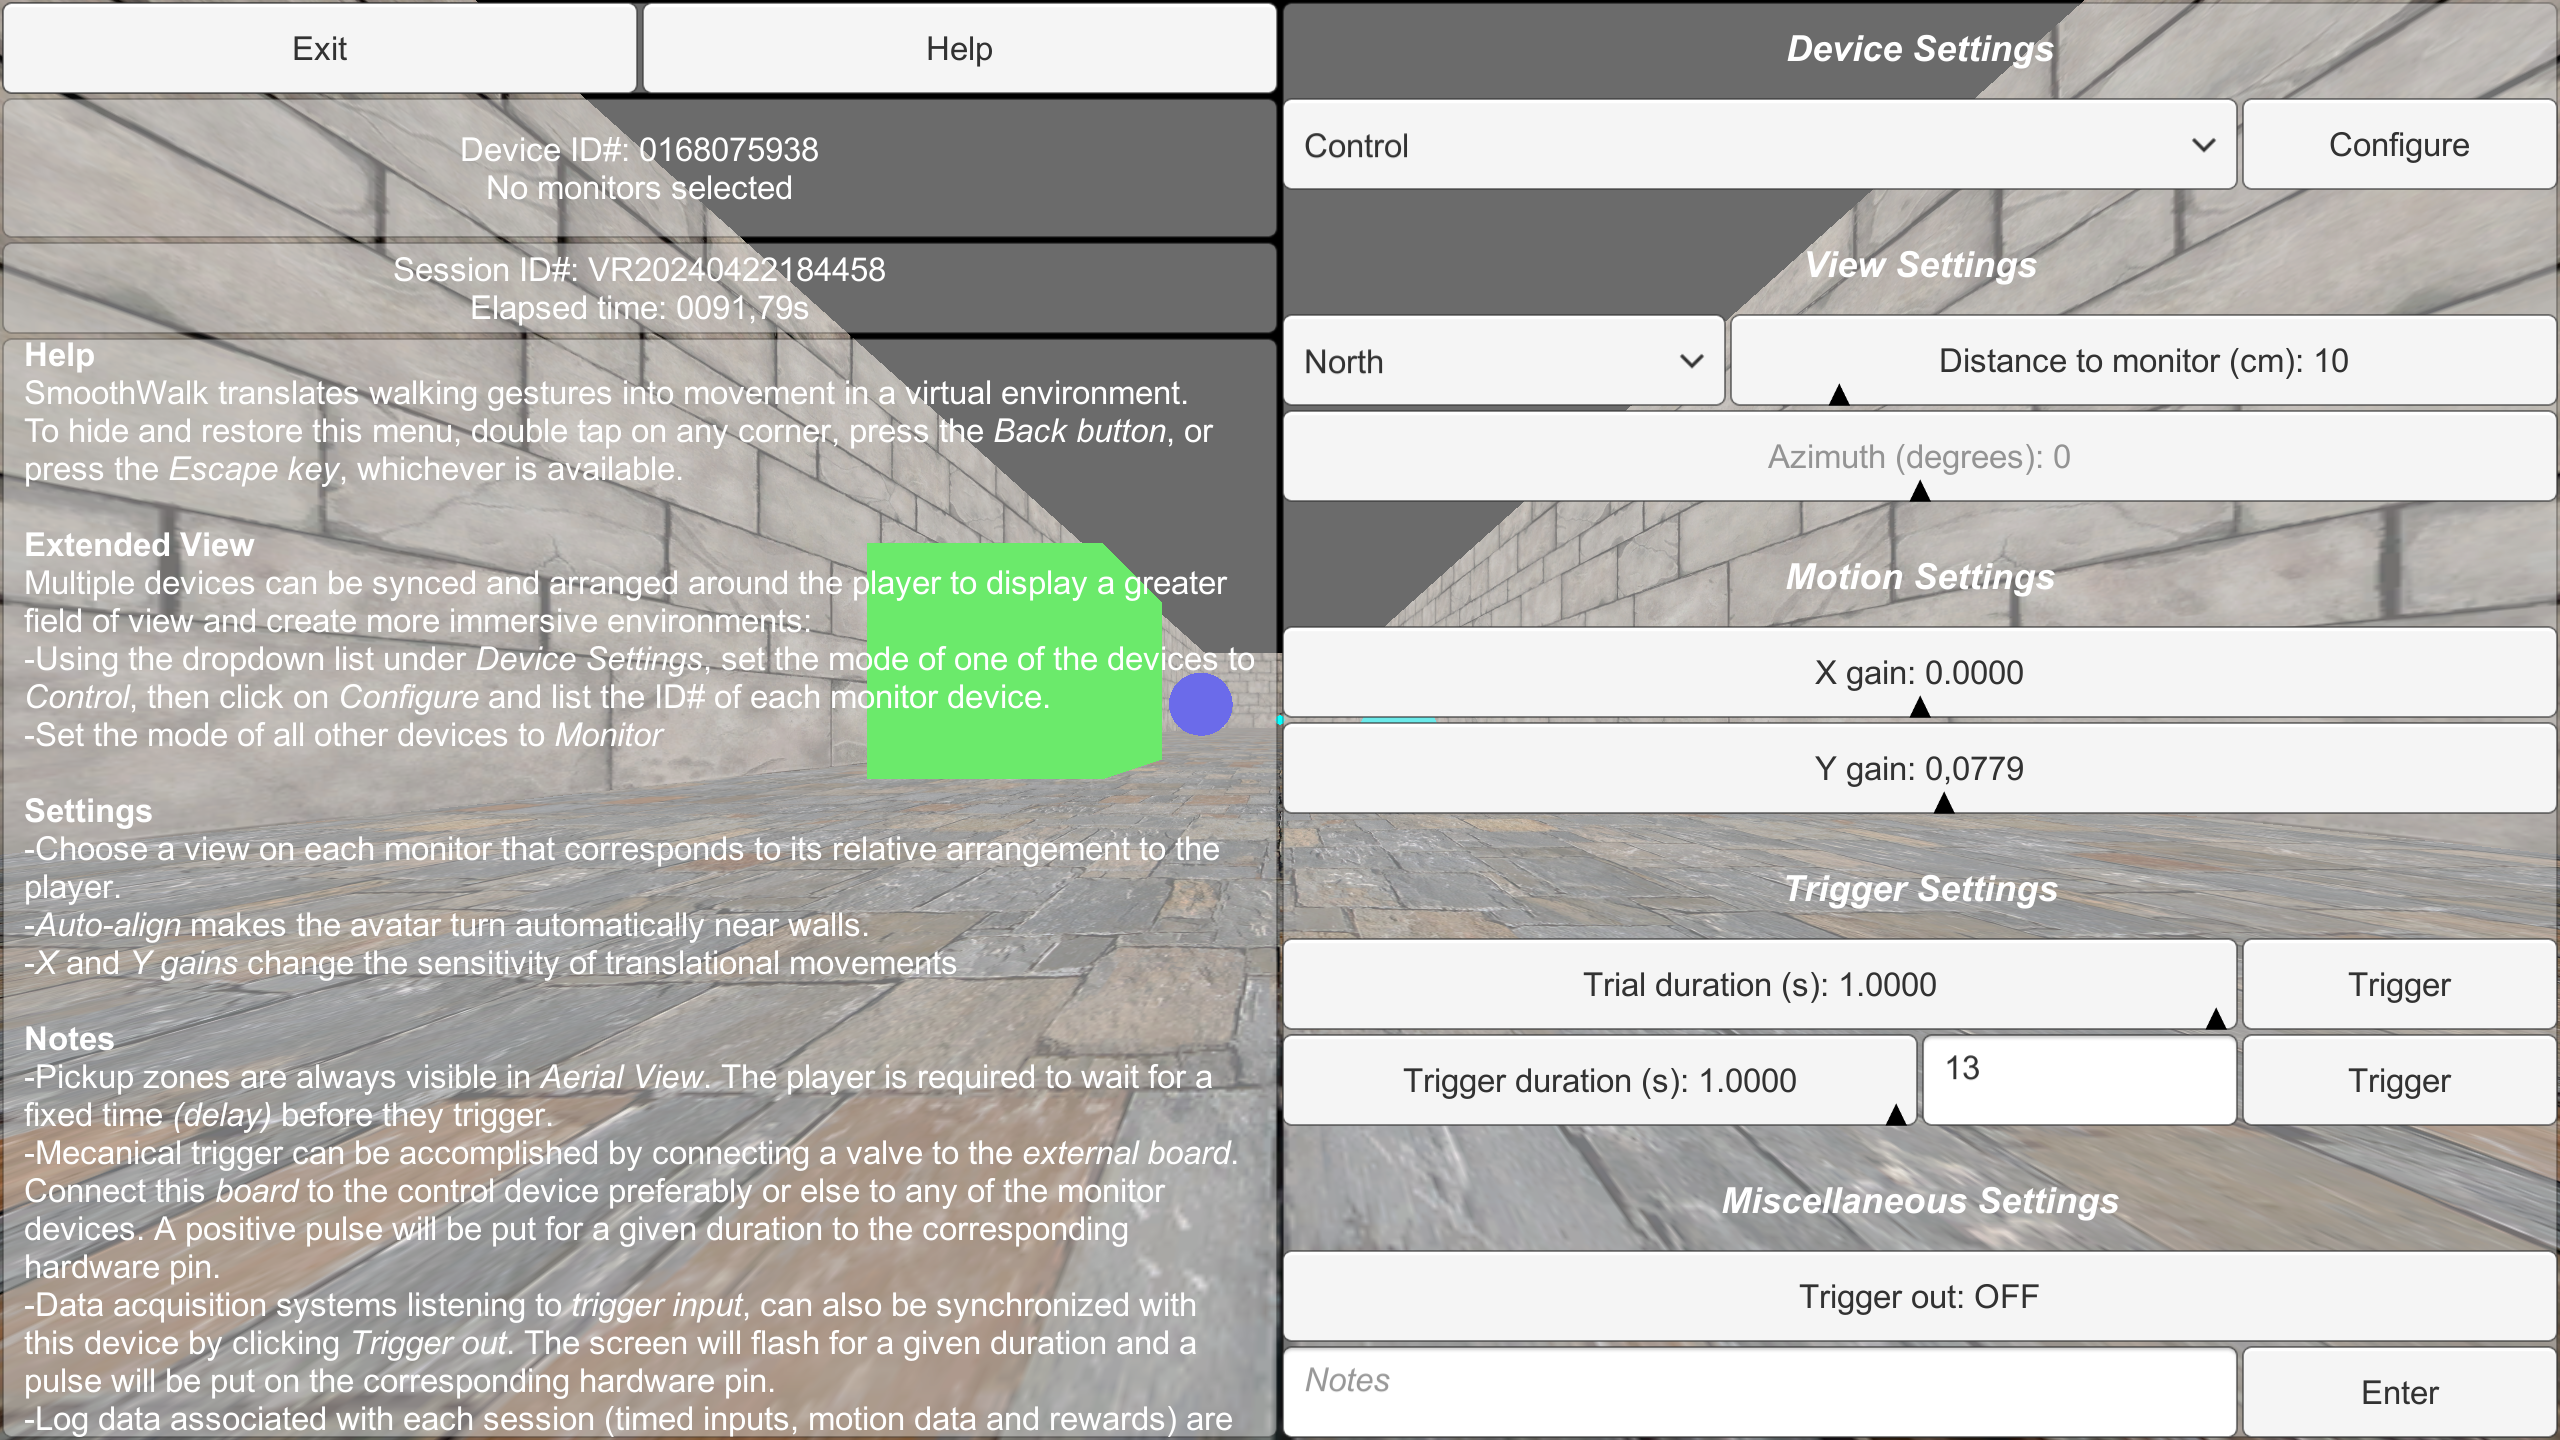 Exit
Help
Device ID#: 0168075938
No monitors selected
Session ID#: VR20240422184458
Elapsed time: 0091,79s
Help
SmoothWalk translates walking gestures into movement in a virtual environment.
To hide and restore this menu, double tap on any corner, press the Back button, or
press the Escape key, whichever is available.
Extended View
Multiple devices can be synced and arranged around the player to display a greater
field of view and create more immersive environments:
-Using the dropdown list under Device Settings, set the mode of one of the devices to
Control, then click on Configure and list the ID# of each monitor device.
-Set the mode of all other devices to Monitor
Settings
-Choose a view on each monitor that corresponds to its relative arrangement to the
player.
-Auto-align makes the avatar turn automatically near walls.
-X and Y gains change the sensitivity of translational movements
Notes
-Pickup zones are always visible in Aerial View. The player is required to wait for a
fixed time (delay) before they trigger.
-Mecanical trigger can be accomplished by connecting a valve to the external board.
Connect this board to the control device preferably or else to any of the monitor
devices. A positive pulse will be put for a given duration to the corresponding
hardware pin.
-Data acquisition systems listening to trigger input, can also be synchronized with
this device by clicking Trigger out. The screen will flash for a given duration and a
pulse will be put on the corresponding hardware pin.
-Log data associated with each session (timed inputs, motion data and rewards) are
Device Settings
Control
Configure
View Settings
North
Distance to monitor (cm): 10
Azimuth (degrees): 0
Motion Settings
X gain: 0.0000
Y gain: 0,0779
Trigger Settings
Trial duration (s): 1.0000
Trigger
Trigger duration (s): 1.0000
13
Trigger
Miscellaneous Settings
Trigger out: OFF
Notes
Enter